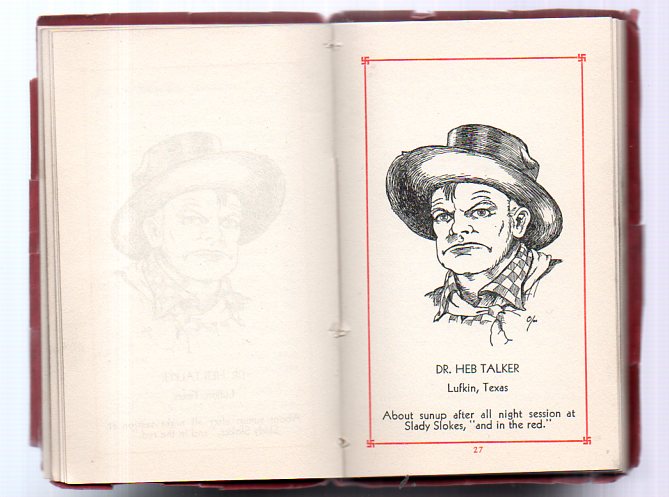 DR. HEB TALKER
Lufkin, Texas
About sunup after all night session at
Slady Slokes, "and in the red."
27